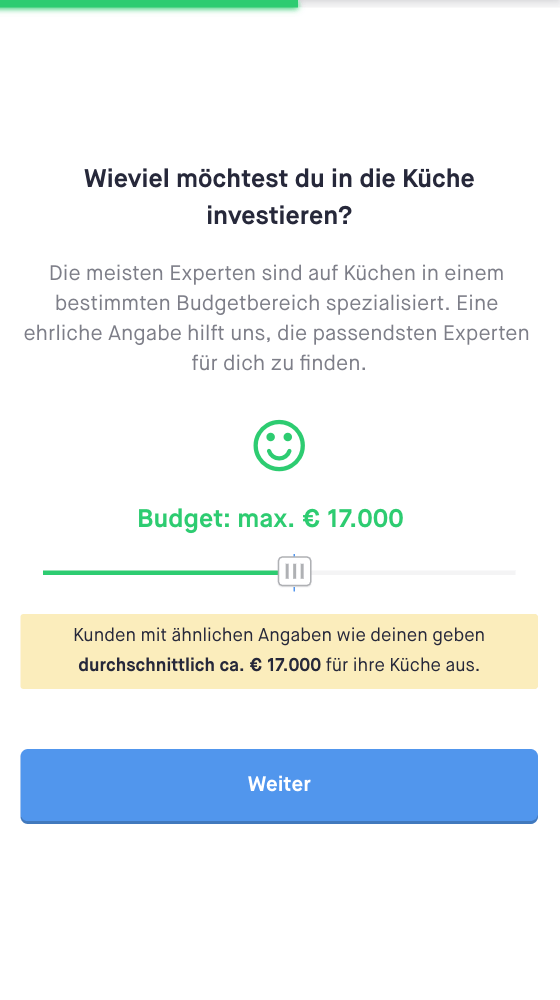 Wieviel möchtest du in die Küche
investieren?
Die meisten Experten sind auf Küchen in einem
bestimmten Budgetbereich spezialisiert. Eine
ehrliche Angabe hilft uns, die passendsten Experten
für dich zu finden.
Budget: max. € 17.000
Kunden mit ähnlichen Angaben wie deinen geben
durchschnittlich ca. € 17.000 für ihre Küche aus.
Weiter